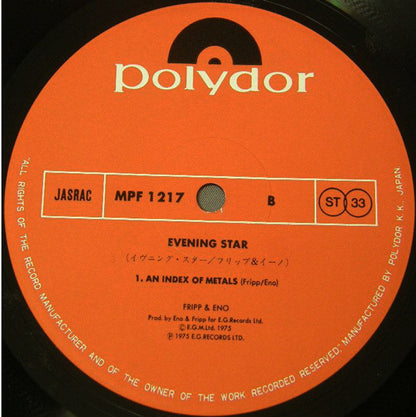 polydor
JASRAC MPF 1217 B ST 33
EVENING STAR
(イヴニング・スター/フリップ&イーノ)
1. AN INDEX OF METALS (Fripp/Eno)
FRIPP & ENO
Prod. by Eno & Fripp for E.G.Records Ltd.
Ⓒ E.G.M.Ltd. 1975
Ⓟ 1975 E.G.RECORDS LTD.
"ALL RIGHTS OF THE RECORD MANUFACTURER AND OF THE OWNER OF THE WORK RECORDED RESERVED." MANUFACTURED BY POLYDOR K.K. JAPAN.